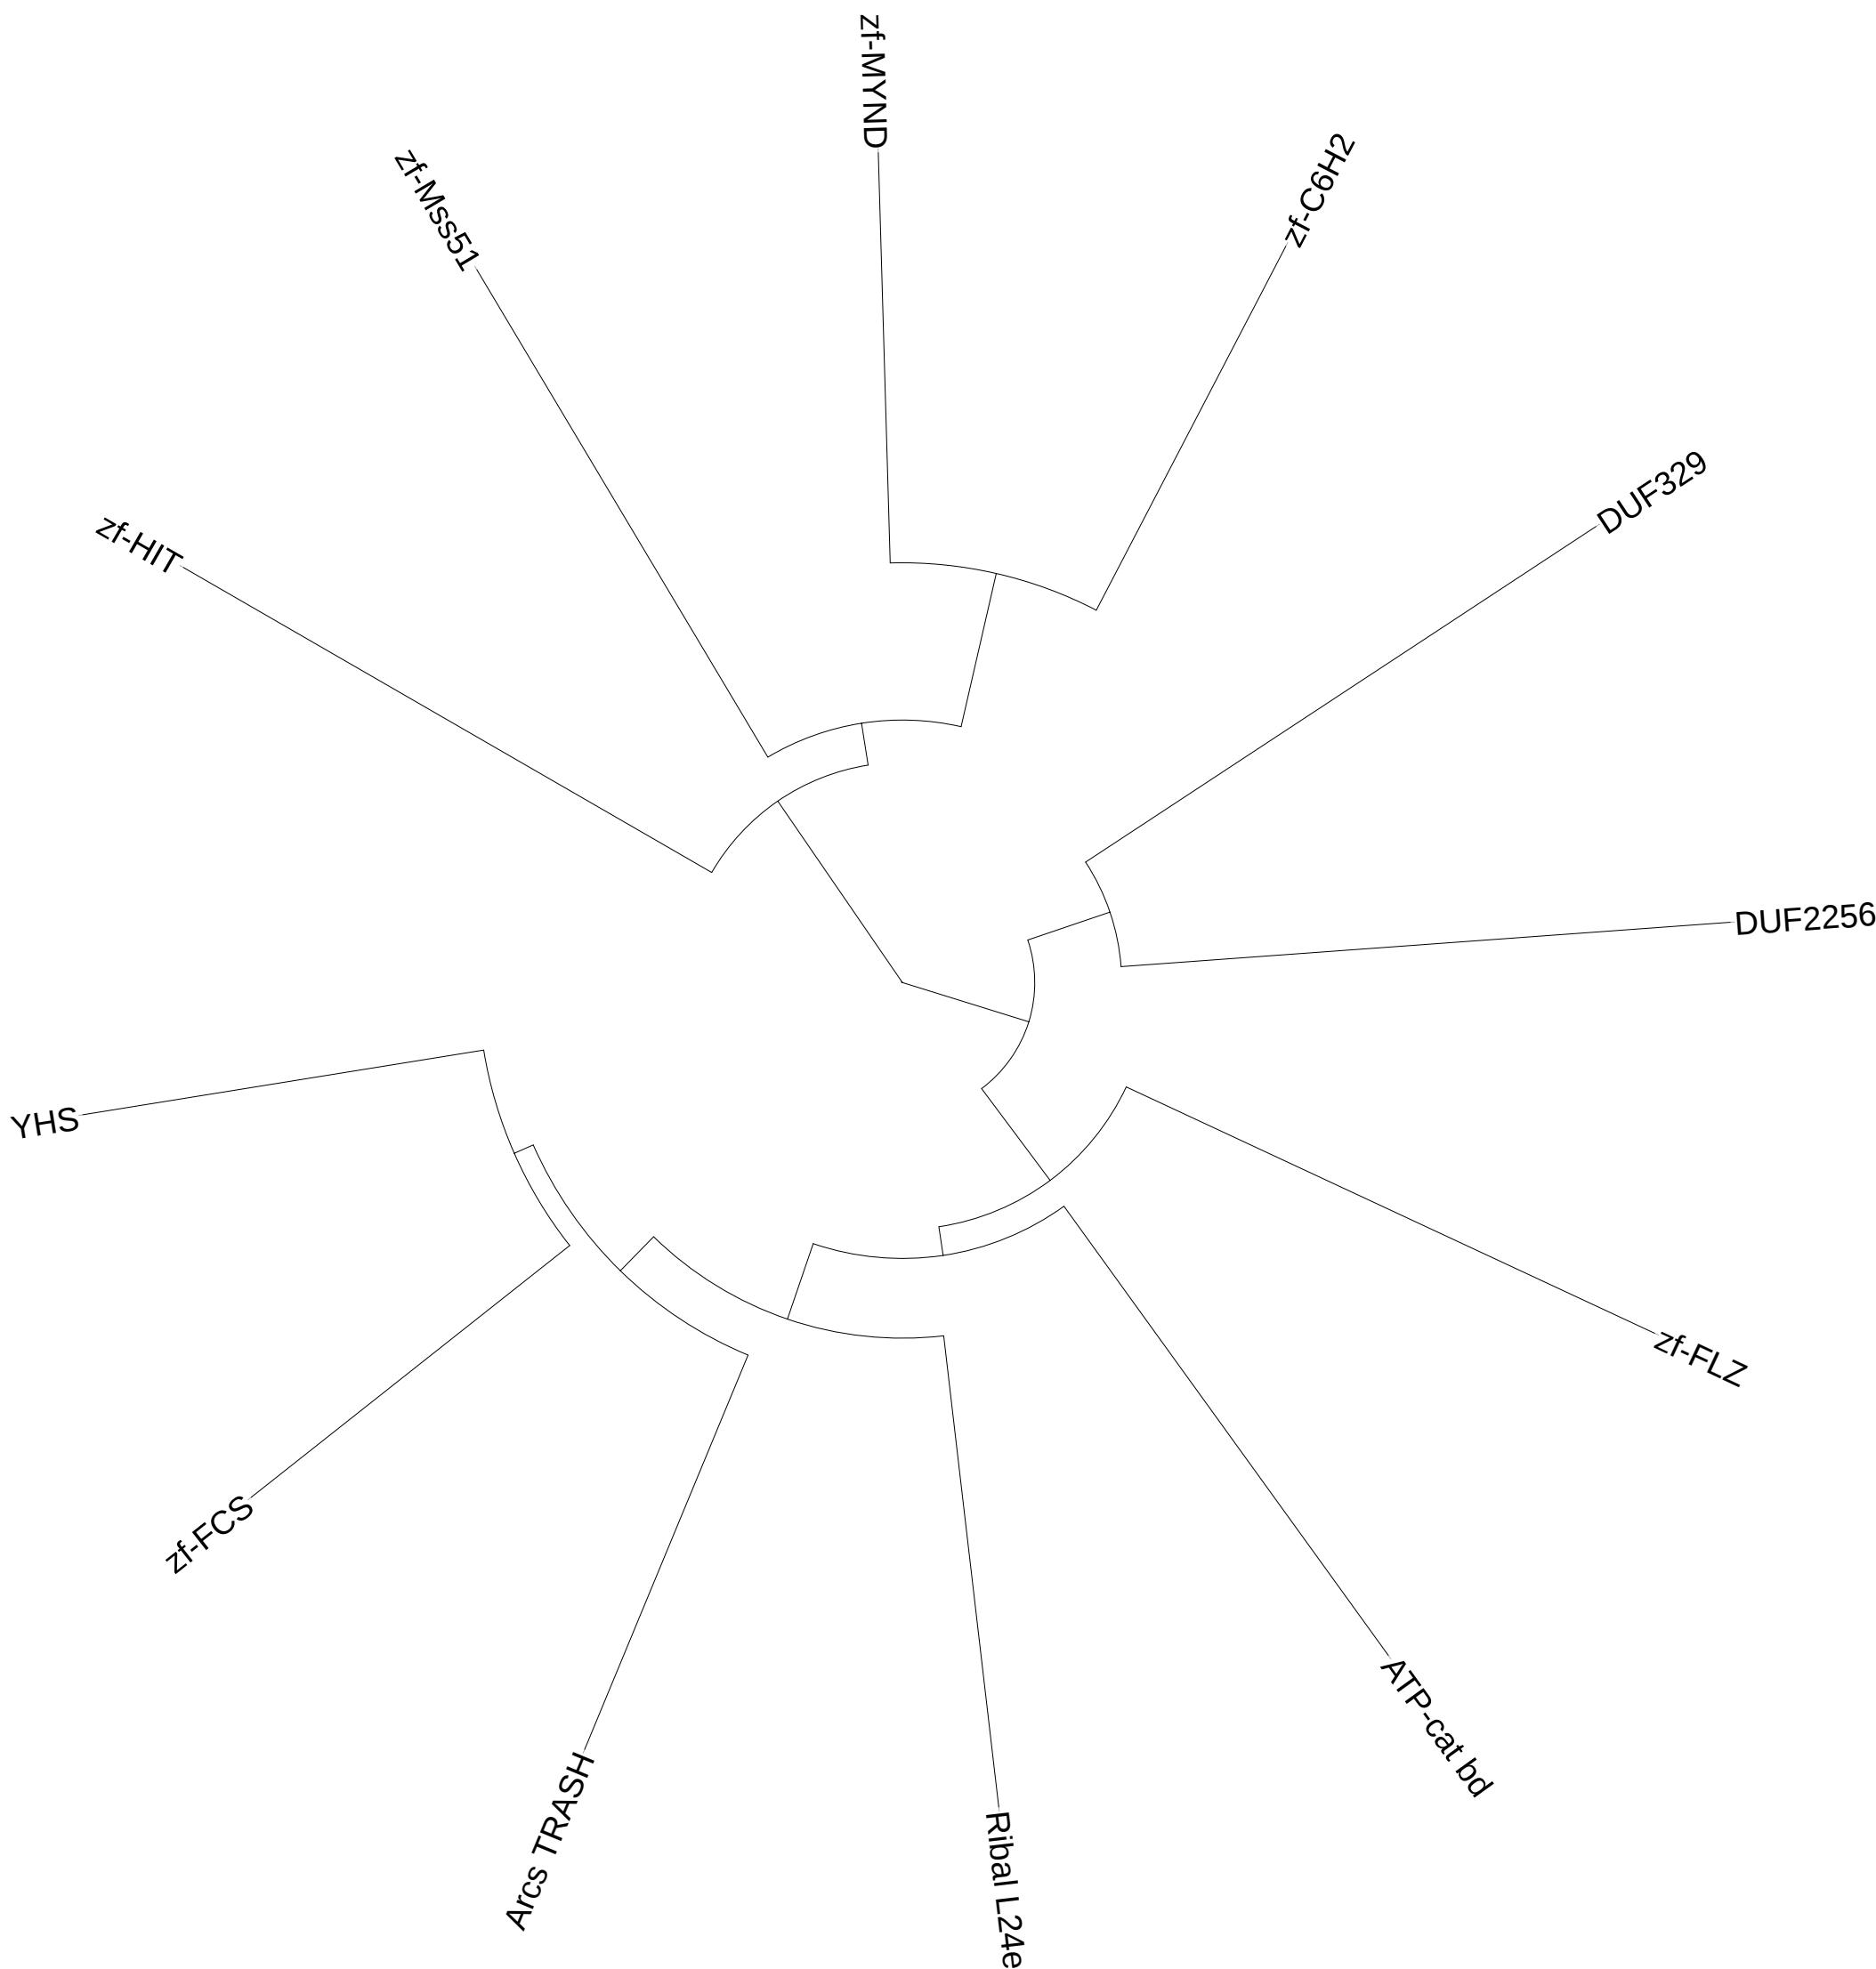 zf-MYND
zf-C6H2
zf-Mss51
DUF329
zf-HIT
DUF2256
YHS
zf-FLZ
zf-FCS
ATP-cat bd
Arcs TRASH
Ribal L24e